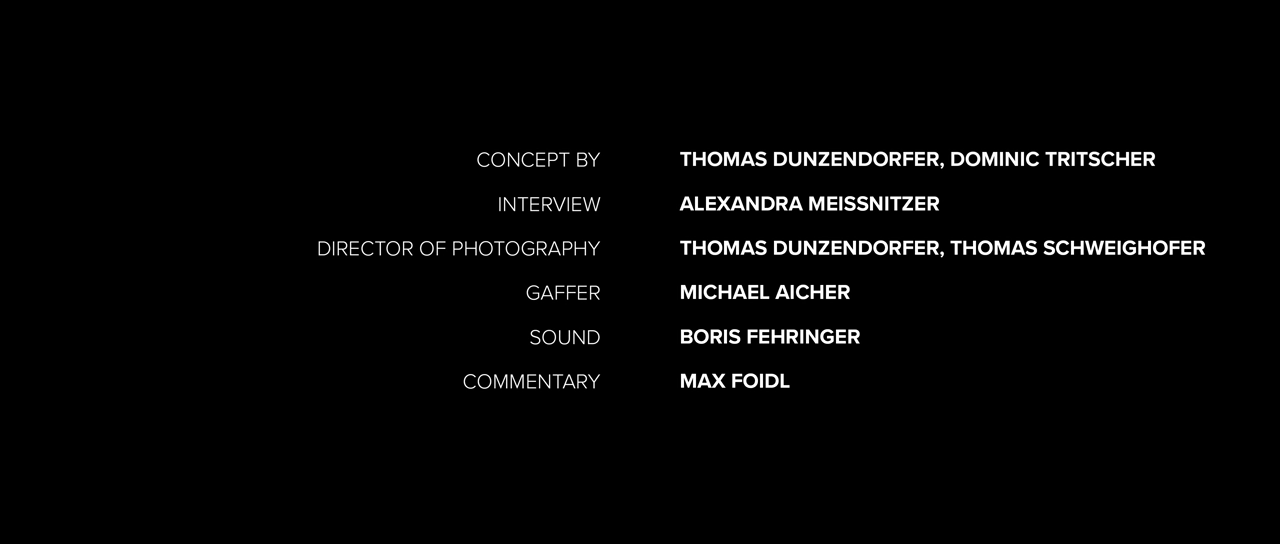 CONCEPT BY THOMAS DUNZENDORFER, DOMINIC TRITSCHER
INTERVIEW ALEXANDRA MEISSNITZER
DIRECTOR OF PHOTOGRAPHY THOMAS DUNZENDORFER, THOMAS SCHWEIGHOFER
GAFFER MICHAEL AICHER
SOUND BORIS FEHRINGER
COMMENTARY MAX FOIDL